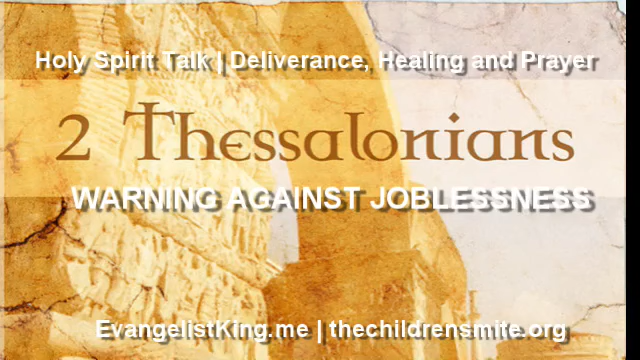 Holy Spirit Talk | Deliverance, Healing and Prayer
2 Thessalonians
WARNING AGAINST JOBLESSNESS
EvangelistKing.me | thechildrensmite.org